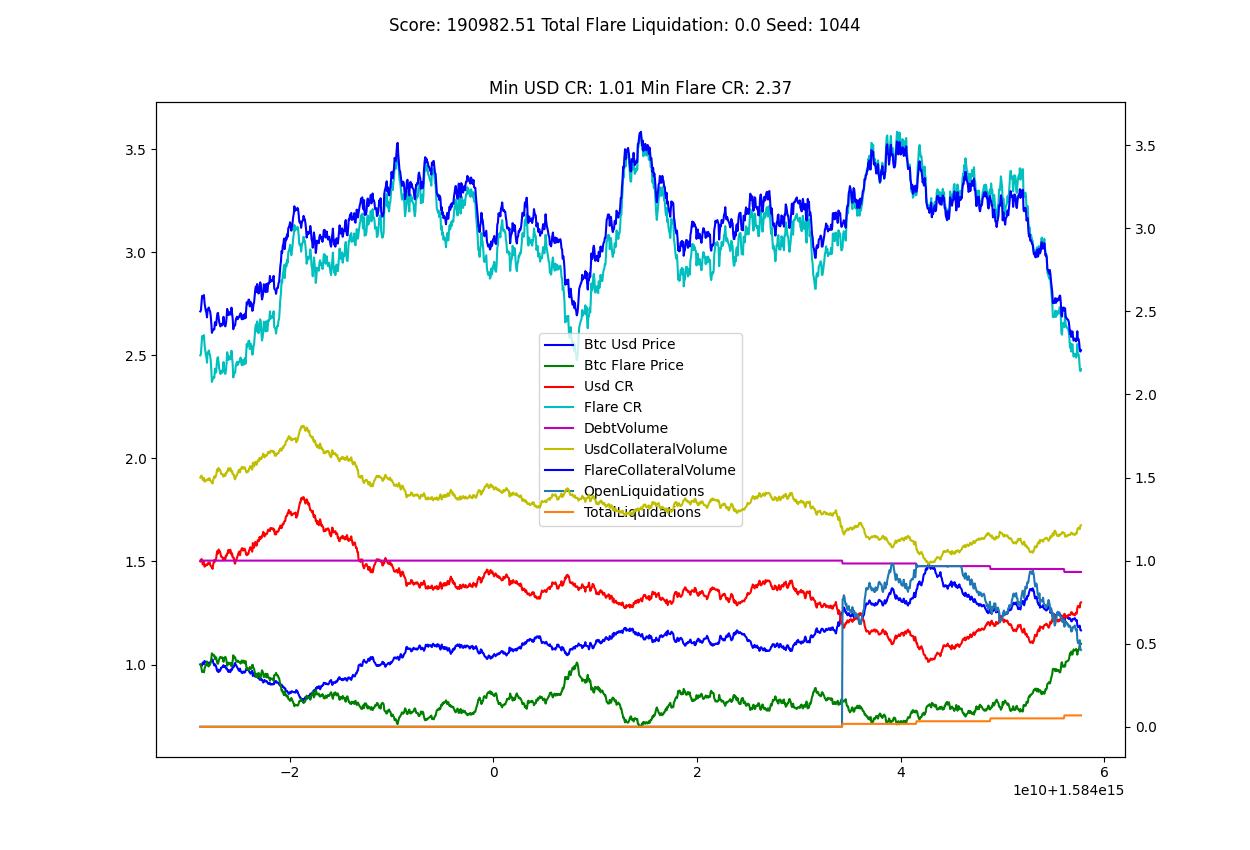 Score: 190982.51 Total Flare Liquidation: 0.0 Seed: 1044
Min USD CR: 1.01 Min Flare CR: 2.37
3.5
3.0
2.5
2.0
1.5
1.0
3.5
3.0
2.5
2.0
1.5
1.0
0.5
0.0
Btc Usd Price
Btc Flare Price
Usd CR
Flare CR
DebtVolume
UsdCollateralVolume
FlareCollateralVolume
OpenLiquidations
TotalLiquidations
−2 0 2 4 6
1e10+1.584e15